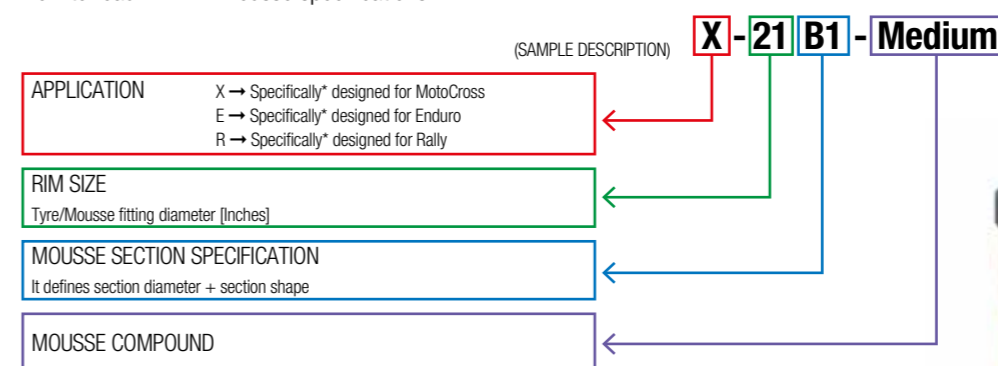 X - 21 B1 - Medium
(SAMPLE DESCRIPTION)
APPLICATION
X → Specifically* designed for MotoCross
E → Specifically* designed for Enduro
R → Specifically* designed for Rally
RIM SIZE
Tyre/Mousse fitting diameter [Inches]
MOUSSE SECTION SPECIFICATION
It defines section diameter + section shape
MOUSSE COMPOUND